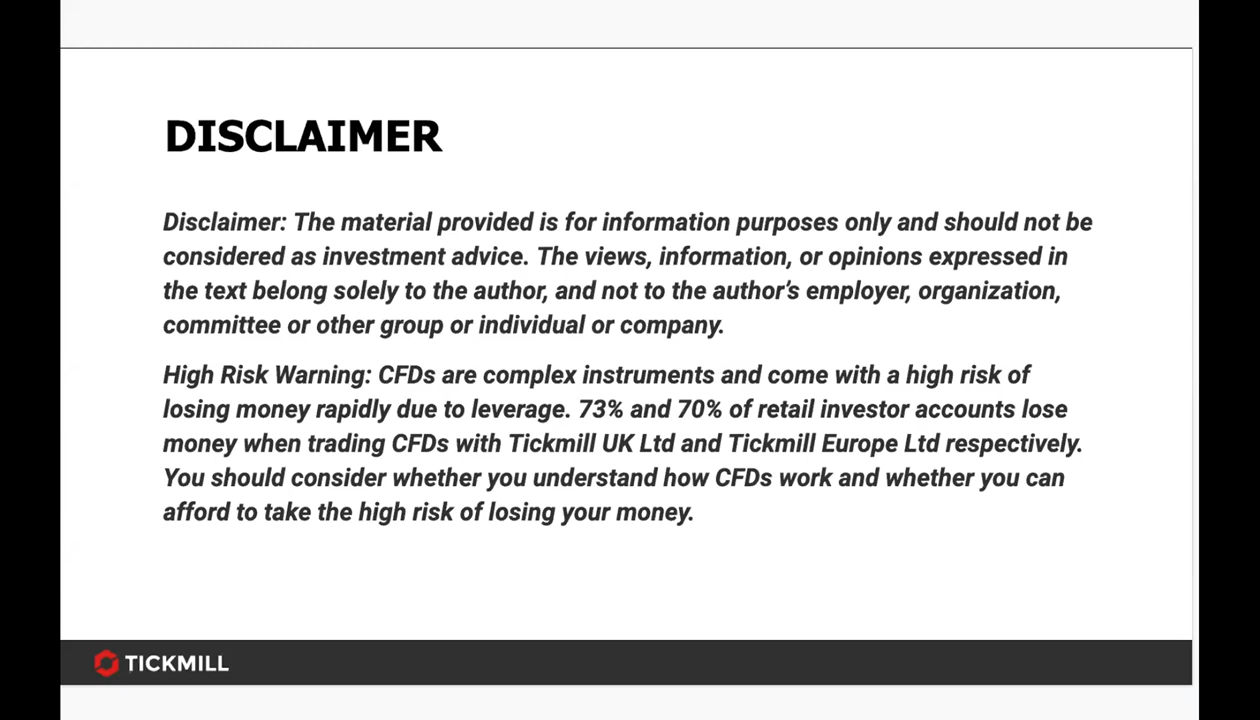 DISCLAIMER
Disclaimer: The material provided is for information purposes only and should not be
considered as investment advice. The views, information, or opinions expressed in
the text belong solely to the author, and not to the author’s employer, organization,
committee or other group or individual or company.
High Risk Warning: CFDs are complex instruments and come with a high risk of
losing money rapidly due to leverage. 73% and 70% of retail investor accounts lose
money when trading CFDs with Tickmill UK Ltd and Tickmill Europe Ltd respectively.
You should consider whether you understand how CFDs work and whether you can
afford to take the high risk of losing your money.
TICKMILL